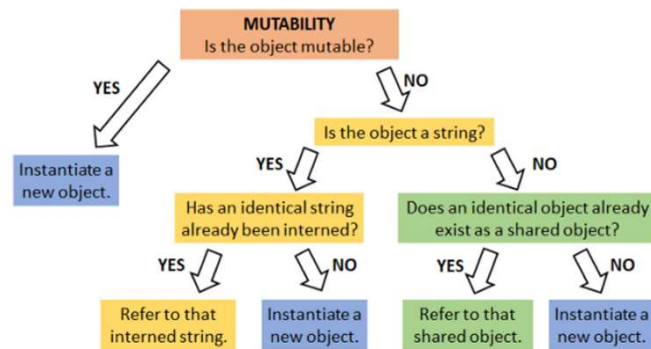 MUTABILITY
Is the object mutable?
YES
NO
Instantiate a
new object.
Is the object a string?
YES
NO
Has an identical string
already been interned?
Does an identical object already
exist as a shared object?
YES
NO
YES
NO
Refer to that
interned string.
Instantiate a
new object.
Refer to that
shared object.
Instantiate a
new object.